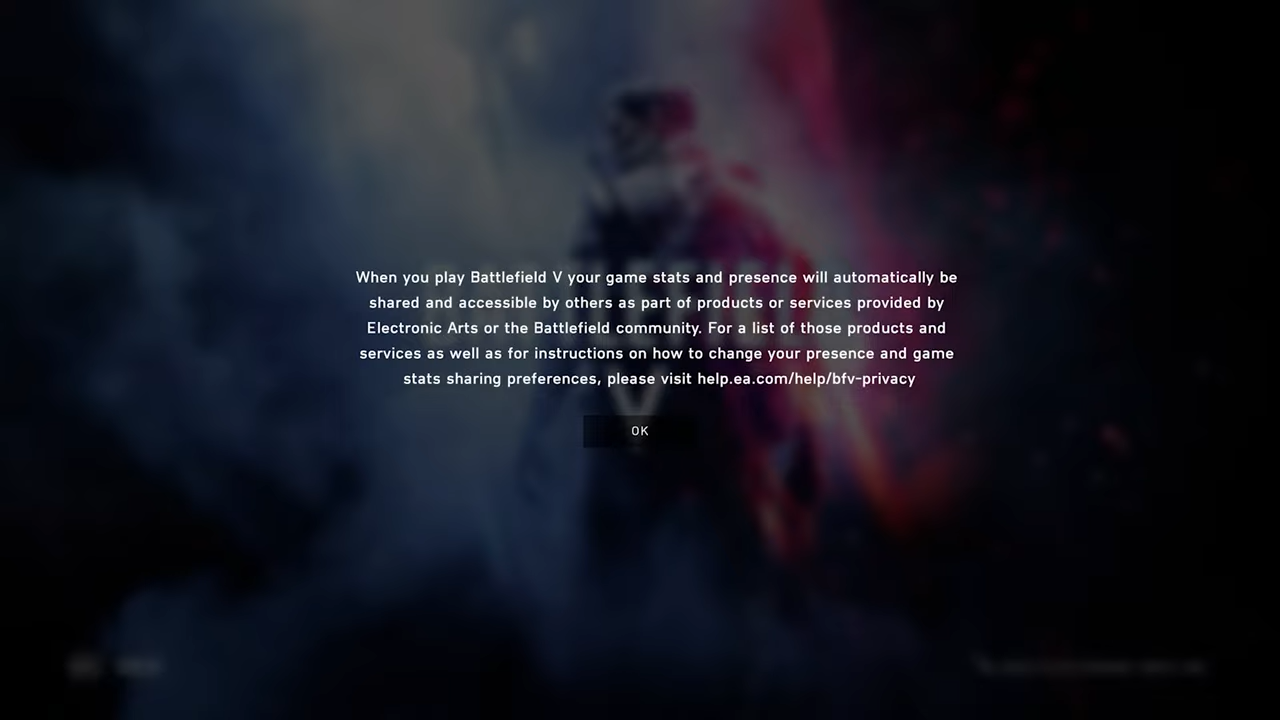 When you play Battlefield V your game stats and presence will automatically be
shared and accessible by others as part of products or services provided by
Electronic Arts or the Battlefield community. For a list of those products and
services as well as for instructions on how to change your presence and game
stats sharing preferences, please visit help.ea.com/help/bfv-privacy
OK